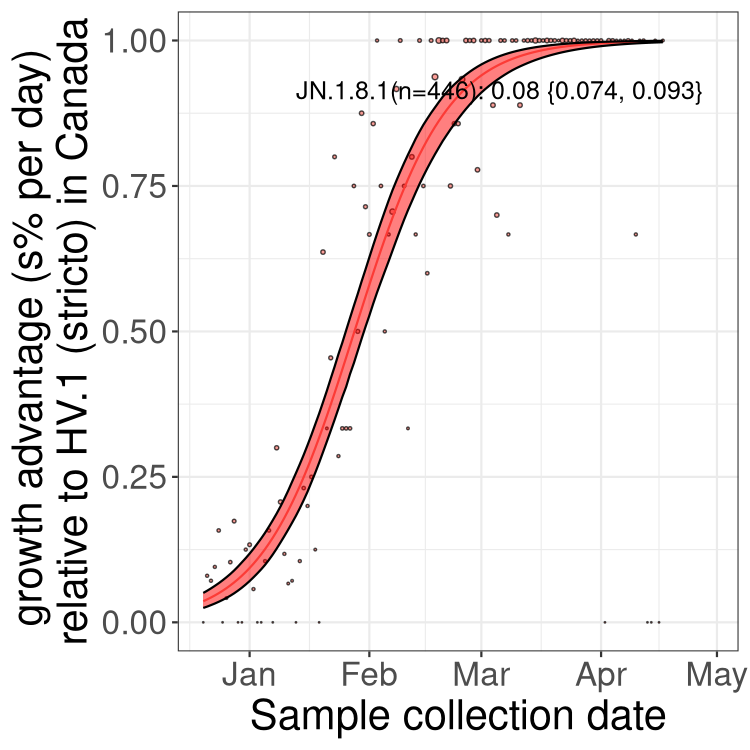 growth advantage (s% per day)
relative to HV.1 (stricto) in Canada
1.00
0.75
0.50
0.25
0.00
JN.1.8.1(n=446): 0.08 {0.074, 0.093}
Jan Feb Mar Apr May
Sample collection date